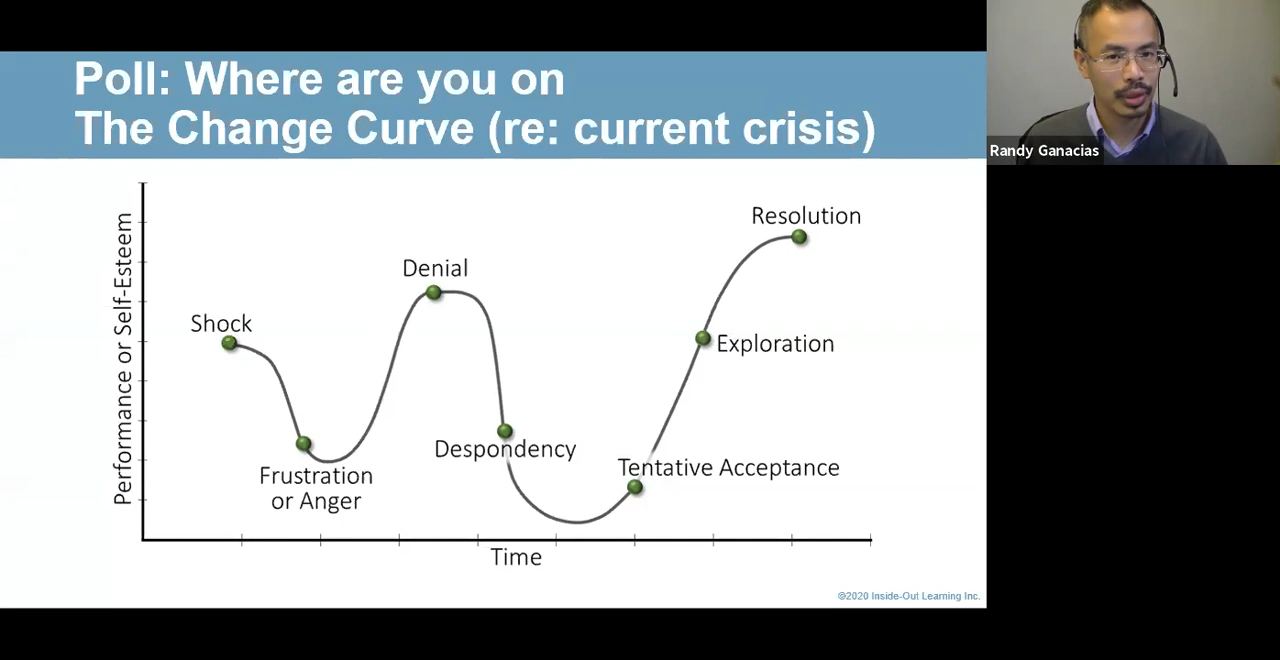 Poll: Where are you on
The Change Curve (re: current crisis)
Randy Ganacias
Performance or Self-Esteem
Shock
Frustration
or Anger
Denial
Despondency
Tentative Acceptance
Exploration
Resolution
Time
©2020 Inside-Out Learning Inc.